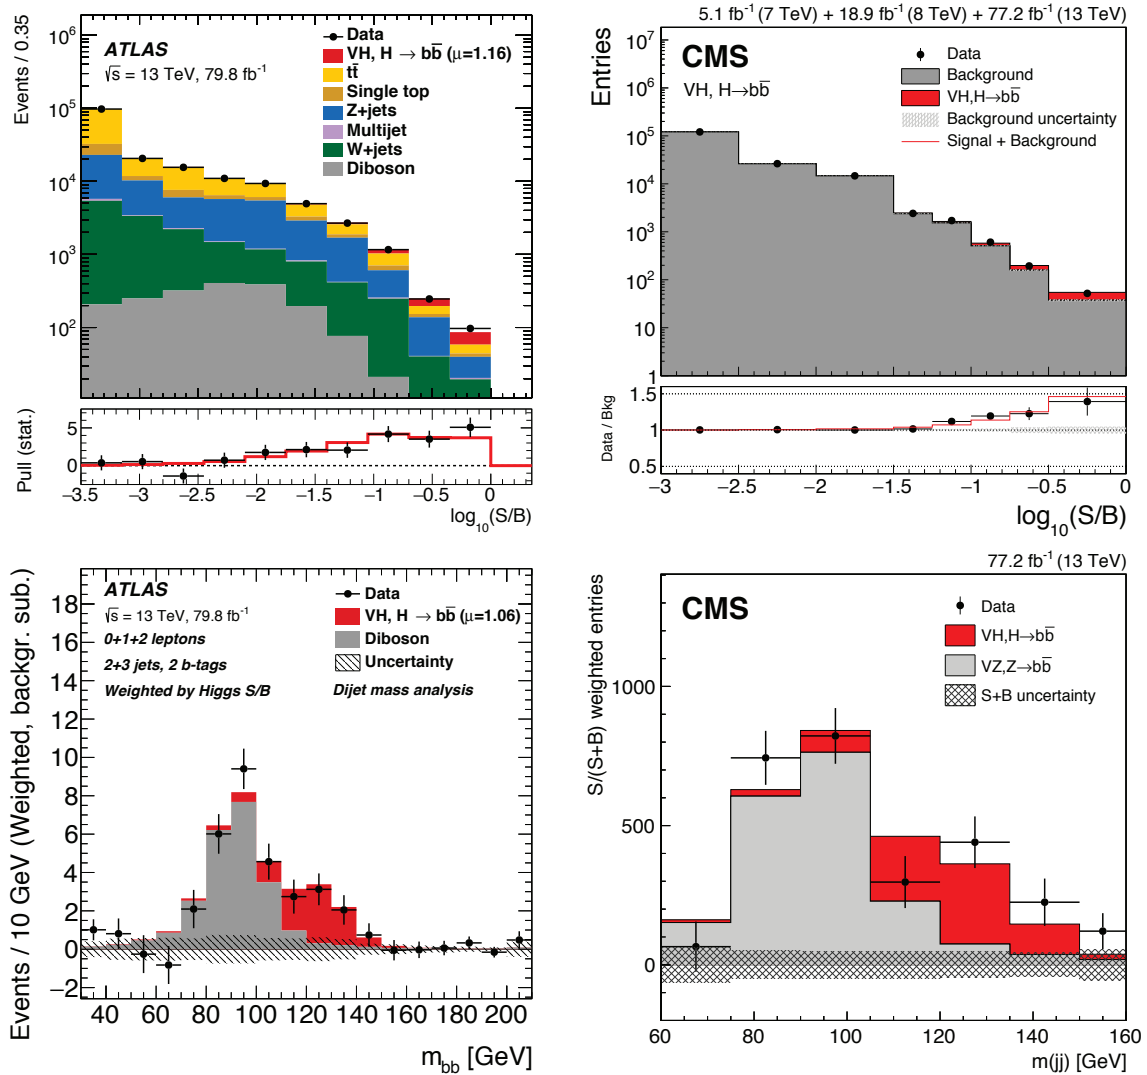 Events / 0.35
10⁶
10⁵
10⁴
10³
10²
ATLAS
√s = 13 TeV, 79.8 fb⁻¹
Data
VH, H → bb̄ (μ=1.16)
tt̄
Single top
Z+jets
Multijet
W+jets
Diboson
Pull (stat.)
5
0
−3.5 −3 −2.5 −2 −1.5 −1 −0.5 0
log₁₀(S/B)
5.1 fb⁻¹ (7 TeV) + 18.9 fb⁻¹ (8 TeV) + 77.2 fb⁻¹ (13 TeV)
Entries
10⁷
10⁶
10⁵
10⁴
10³
10²
10
1
CMS
VH, H→bb̄
Data
Background
VH,H→bb̄
Background uncertainty
Signal + Background
Data / Bkg
1.5
1
0.5
−3 −2.5 −2 −1.5 −1 −0.5 0
log₁₀(S/B)
Events / 10 GeV (Weighted, backgr. sub.)
18
16
14
12
10
8
6
4
2
0
−2
ATLAS
√s = 13 TeV, 79.8 fb⁻¹
0+1+2 leptons
2+3 jets, 2 b-tags
Weighted by Higgs S/B
Data
VH, H → bb̄ (μ=1.06)
Diboson
Uncertainty
Dijet mass analysis
40 60 80 100 120 140 160 180 200
m_bb [GeV]
77.2 fb⁻¹ (13 TeV)
S/(S+B) weighted entries
1000
500
0
CMS
Data
VH,H→bb̄
VZ,Z→bb̄
S+B uncertainty
60 80 100 120 140 160
m(jj) [GeV]